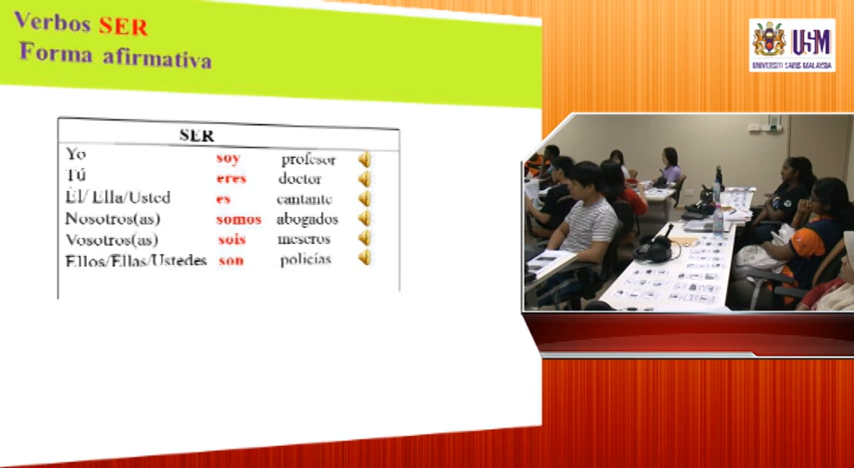 Verbos SER
Forma afirmativa
SER
Yo soy profesor
Tú eres doctor
Él/ Ella/Usted es cantante
Nosotros(as) somos abogados
Vosotros(as) sois meseros
Ellos/Ellas/Ustedes son policías
USM
UNIVERSITI SAINS MALAYSIA